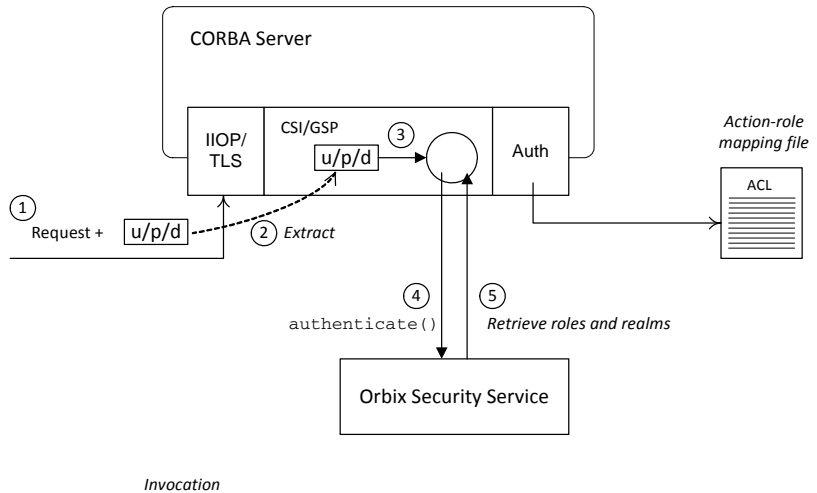 CORBA Server
IIOP/
TLS
CSI/GSP
u/p/d
3
Auth
Action-role
mapping file
ACL
1
Request +
u/p/d
2
Extract
4
5
authenticate()
Retrieve roles and realms
Orbix Security Service
Invocation